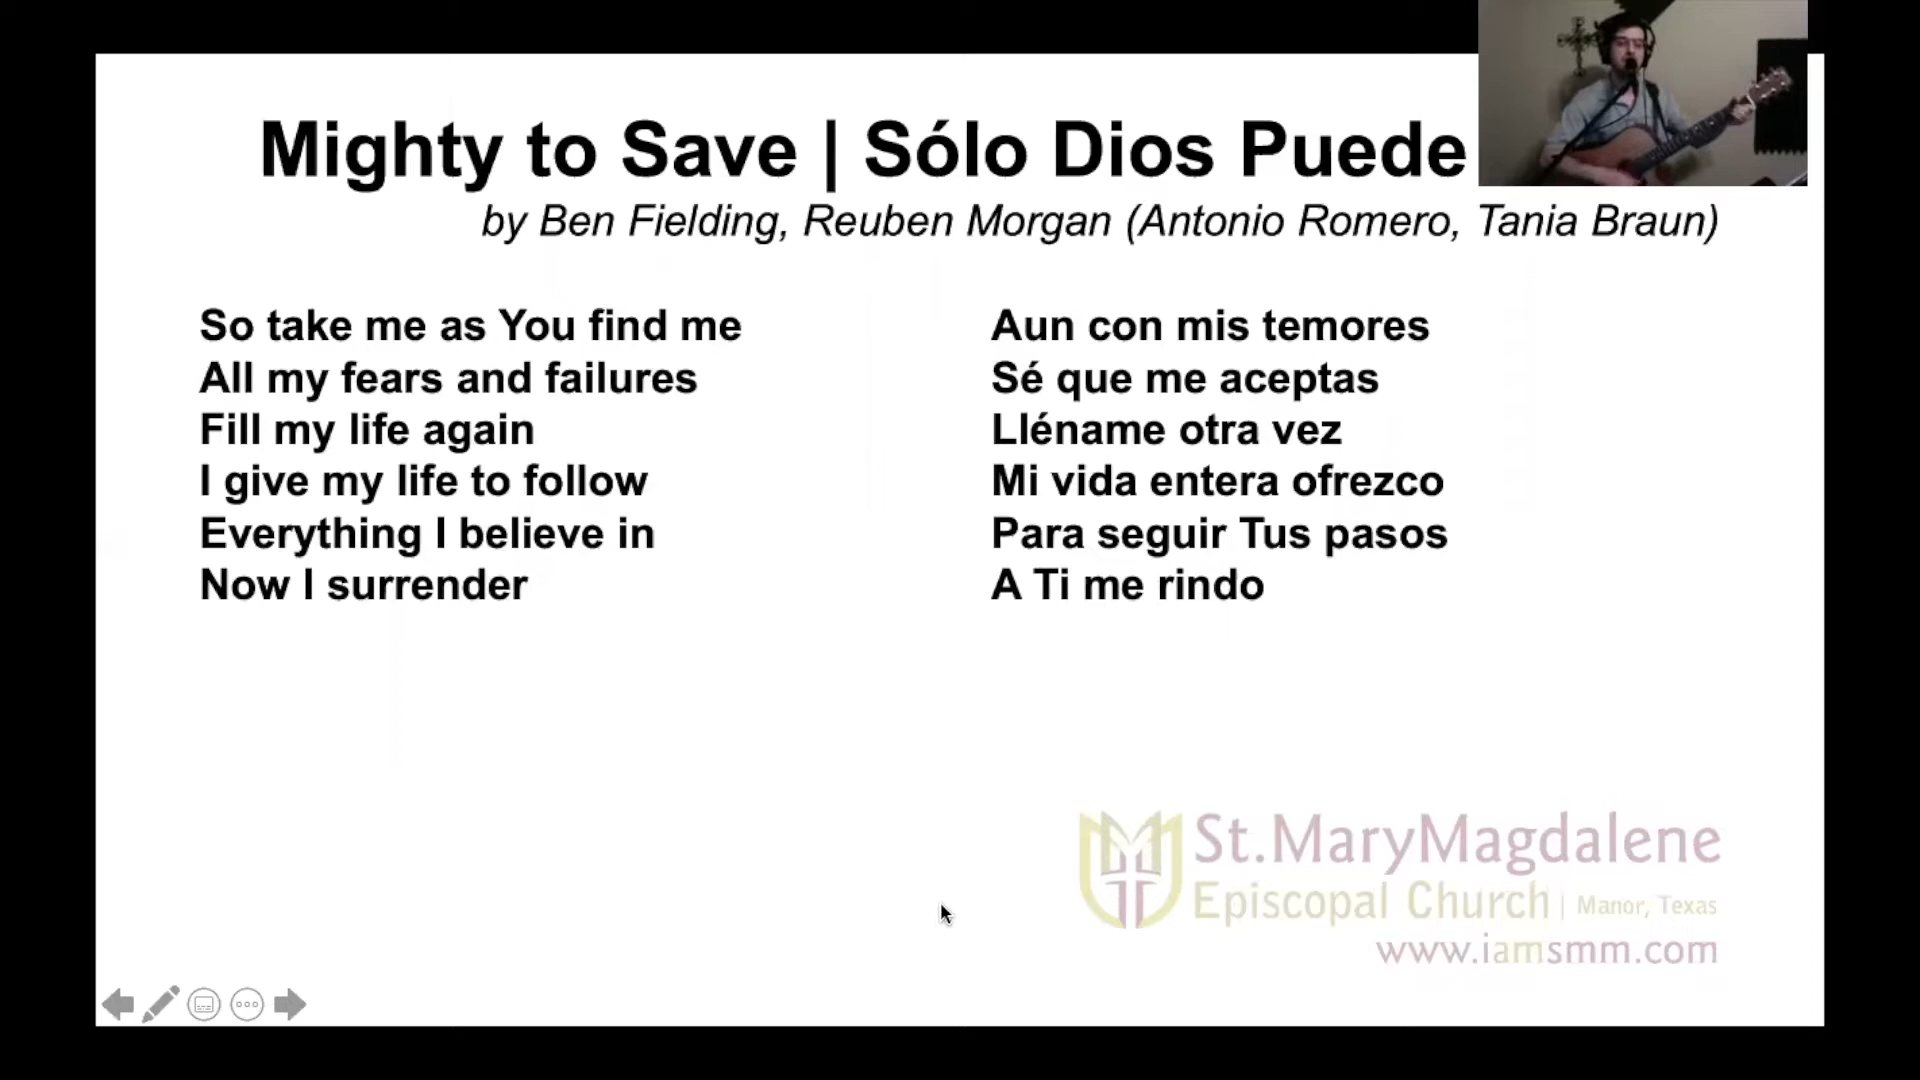 Mighty to Save | Sólo Dios Puede
by Ben Fielding, Reuben Morgan (Antonio Romero, Tania Braun)
So take me as You find me
All my fears and failures
Fill my life again
I give my life to follow
Everything I believe in
Now I surrender
Aun con mis temores
Sé que me aceptas
Lléname otra vez
Mi vida entera ofrezco
Para seguir Tus pasos
A Ti me rindo
St.MaryMagdalene
Episcopal Church | Manor, Texas
www.iamsmm.com